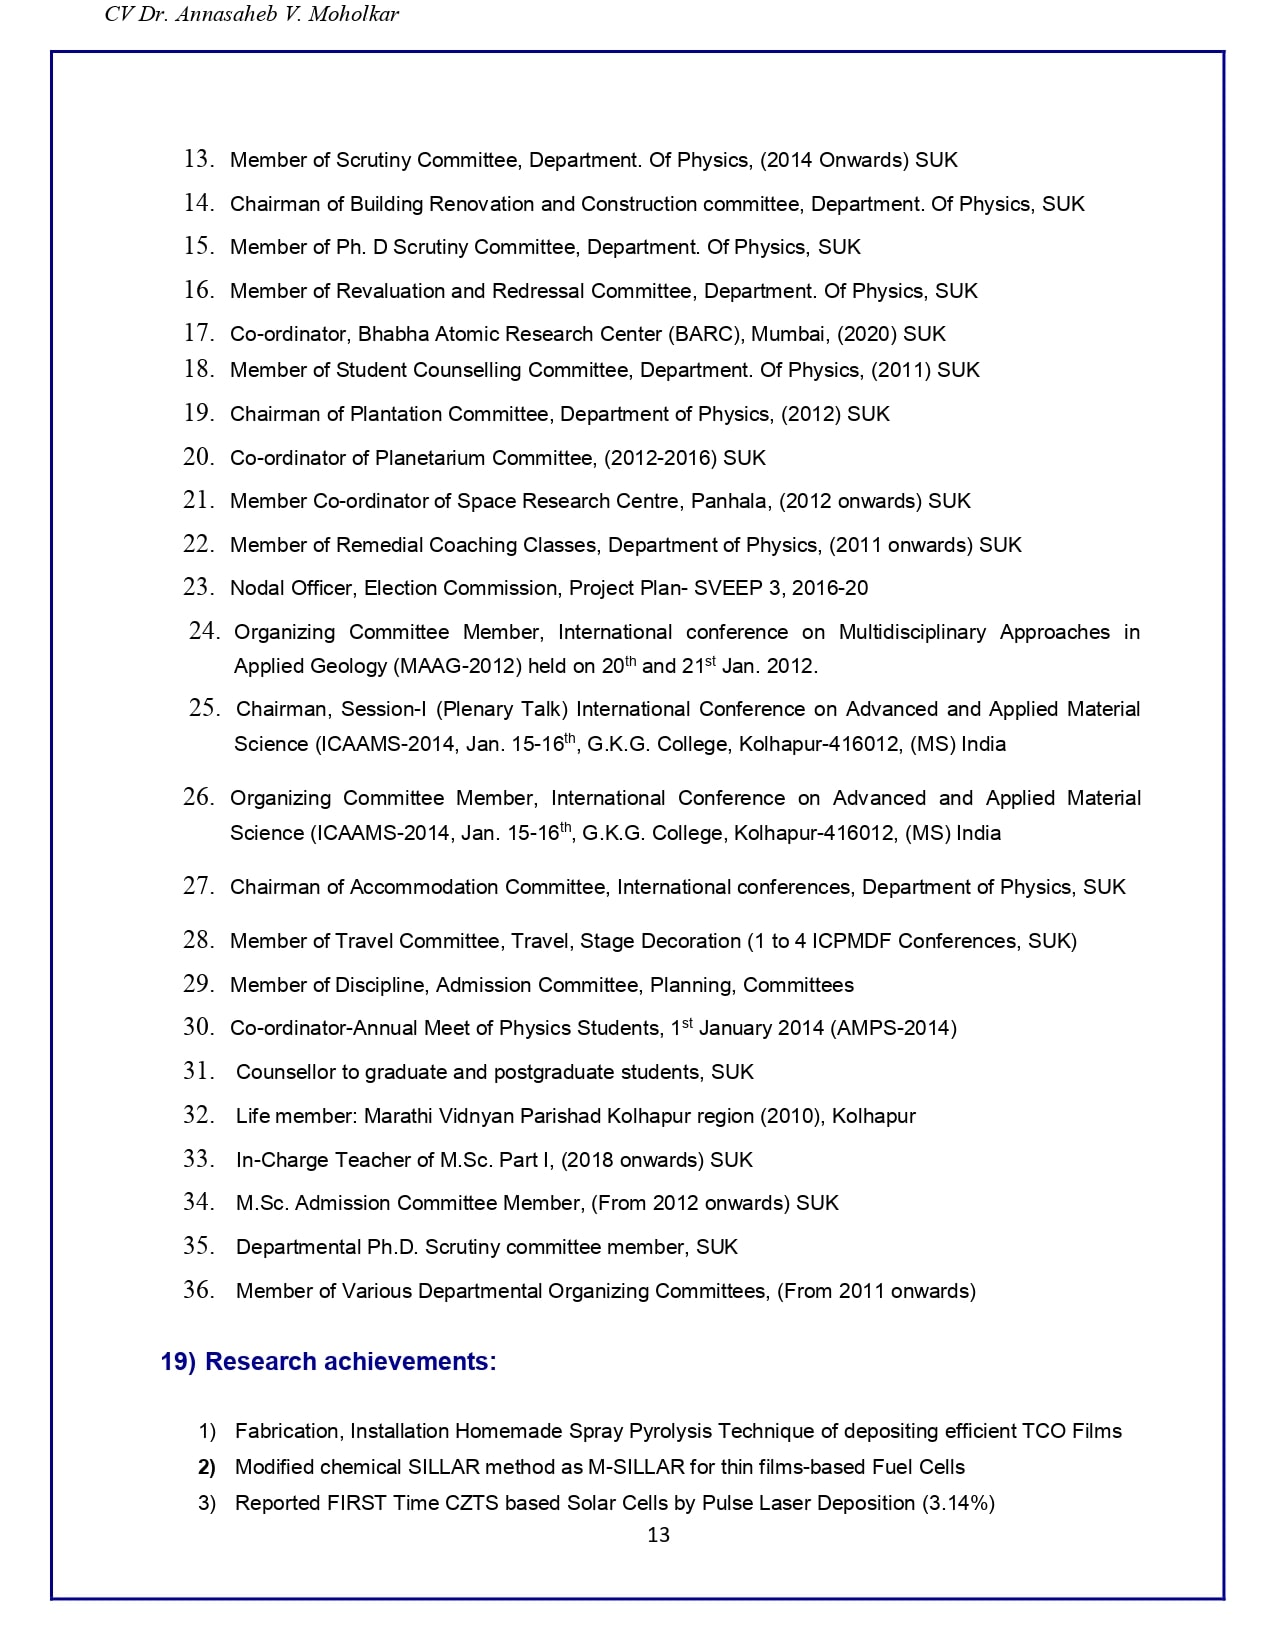 CV Dr. Annasaheb V. Moholkar
13. Member of Scrutiny Committee, Department. Of Physics, (2014 Onwards) SUK
14. Chairman of Building Renovation and Construction committee, Department. Of Physics, SUK
15. Member of Ph. D Scrutiny Committee, Department. Of Physics, SUK
16. Member of Revaluation and Redressal Committee, Department. Of Physics, SUK
17. Co-ordinator, Bhabha Atomic Research Center (BARC), Mumbai, (2020) SUK
18. Member of Student Counselling Committee, Department. Of Physics, (2011) SUK
19. Chairman of Plantation Committee, Department of Physics, (2012) SUK
20. Co-ordinator of Planetarium Committee, (2012-2016) SUK
21. Member Co-ordinator of Space Research Centre, Panhala, (2012 onwards) SUK
22. Member of Remedial Coaching Classes, Department of Physics, (2011 onwards) SUK
23. Nodal Officer, Election Commission, Project Plan- SVEEP 3, 2016-20
24. Organizing Committee Member, International conference on Multidisciplinary Approaches in
Applied Geology (MAAG-2012) held on 20th and 21st Jan. 2012.
25. Chairman, Session-I (Plenary Talk) International Conference on Advanced and Applied Material
Science (ICAAMS-2014, Jan. 15-16th, G.K.G. College, Kolhapur-416012, (MS) India
26. Organizing Committee Member, International Conference on Advanced and Applied Material
Science (ICAAMS-2014, Jan. 15-16th, G.K.G. College, Kolhapur-416012, (MS) India
27. Chairman of Accommodation Committee, International conferences, Department of Physics, SUK
28. Member of Travel Committee, Travel, Stage Decoration (1 to 4 ICPMDF Conferences, SUK)
29. Member of Discipline, Admission Committee, Planning, Committees
30. Co-ordinator-Annual Meet of Physics Students, 1st January 2014 (AMPS-2014)
31. Counsellor to graduate and postgraduate students, SUK
32. Life member: Marathi Vidnyan Parishad Kolhapur region (2010), Kolhapur
33. In-Charge Teacher of M.Sc. Part I, (2018 onwards) SUK
34. M.Sc. Admission Committee Member, (From 2012 onwards) SUK
35. Departmental Ph.D. Scrutiny committee member, SUK
36. Member of Various Departmental Organizing Committees, (From 2011 onwards)
19) Research achievements:
1) Fabrication, Installation Homemade Spray Pyrolysis Technique of depositing efficient TCO Films
2) Modified chemical SILLAR method as M-SILLAR for thin films-based Fuel Cells
3) Reported FIRST Time CZTS based Solar Cells by Pulse Laser Deposition (3.14%)
13